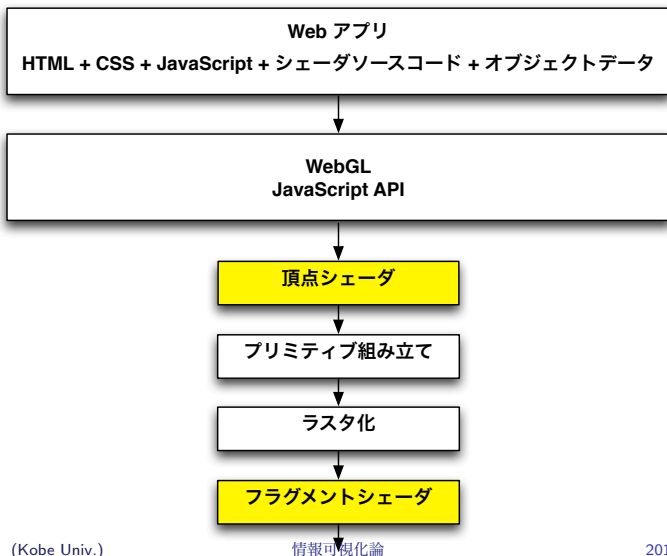 Web アプリ
HTML + CSS + JavaScript + シェーダソースコード + オブジェクトデータ
WebGL
JavaScript API
頂点シェーダ
プリミティブ組み立て
ラスタ化
フラグメントシェーダ
(Kobe Univ.) 情報可視化論 201